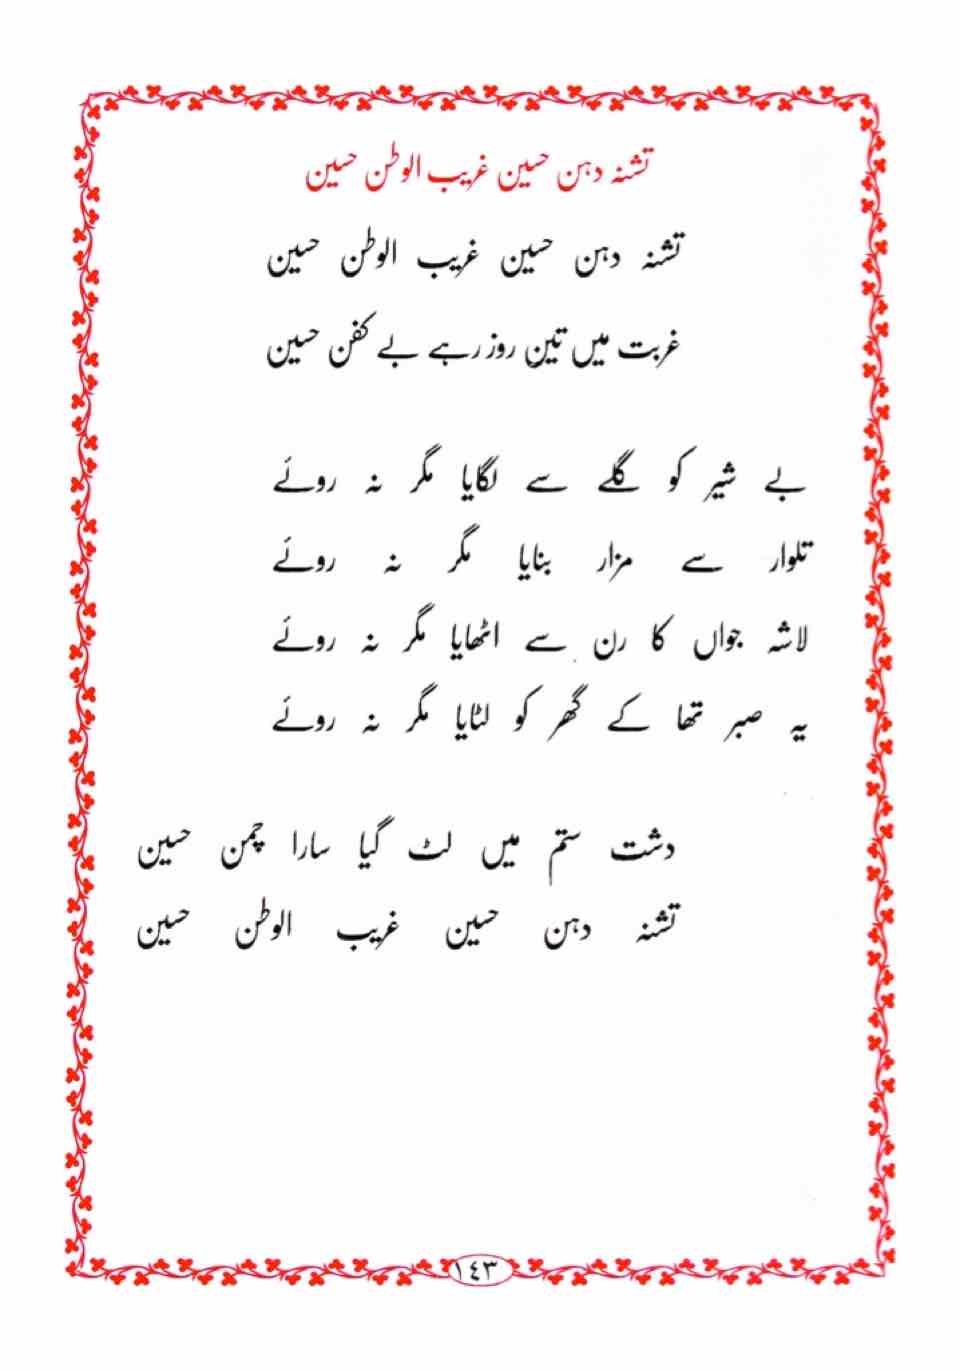 تشنہ دہن حسین غریب الوطن حسین
تشنہ دہن حسین غریب الوطن حسین
غربت میں تین روز رہے بے کفن حسین
بے شیر کو گلے سے لگایا مگر نہ روئے
تلوار سے مزار بنایا مگر نہ روئے
لاشہ جواں کا رن سے اٹھایا مگر نہ روئے
یہ صبر تھا کے گھر کو لٹایا مگر نہ روئے
دشت ستم میں لٹ گیا سارا چمن حسین
تشنہ دہن حسین غریب الوطن حسین
۱٤۳